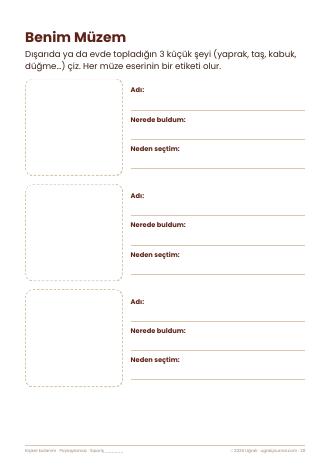 Benim Müzem
Dışarıda ya da evde topladığın 3 küçük şeyi (yaprak, taş, kabuk,
düğme...) çiz. Her müze eserinin bir etiketi olur.
Adı:
Nerede buldum:
Neden seçtim:
Adı:
Nerede buldum:
Neden seçtim:
Adı:
Nerede buldum:
Neden seçtim: